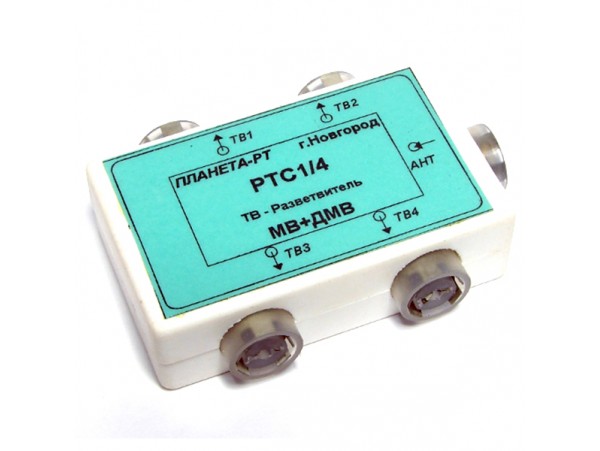 ТВ1
ТВ2
ПЛАНЕТА-РТ
г.Новгород
РТС1/4
АНТ
ТВ - Разветвитель
МВ+ДМВ
ТВ3
ТВ4